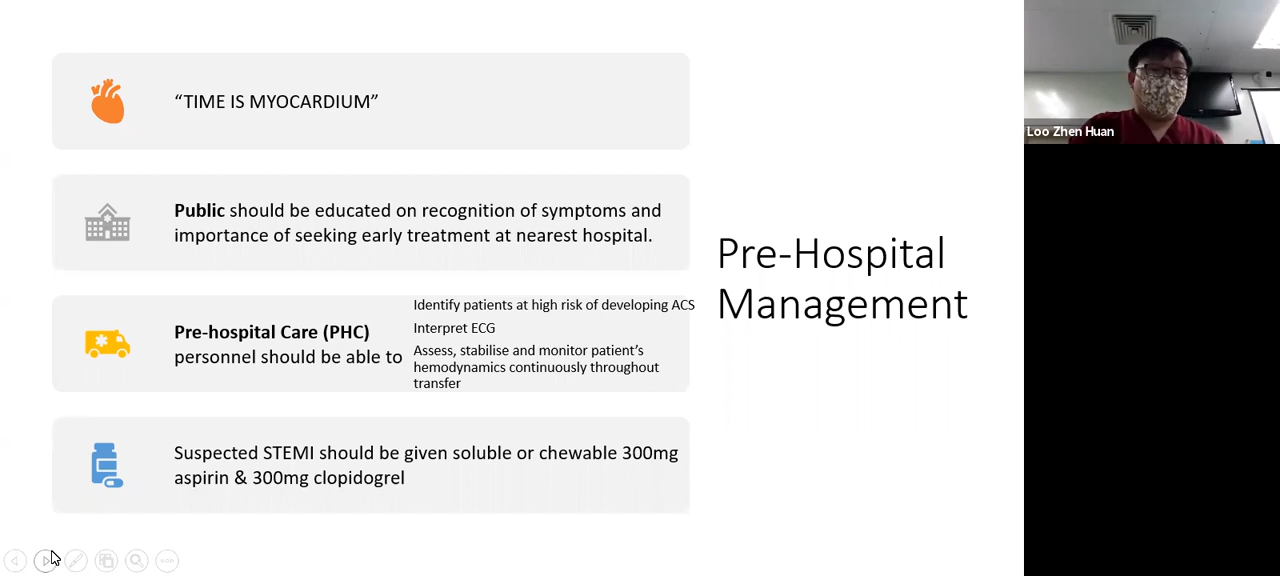 “TIME IS MYOCARDIUM”
Public should be educated on recognition of symptoms and
importance of seeking early treatment at nearest hospital.
Pre-hospital Care (PHC)
personnel should be able to
Identify patients at high risk of developing ACS
Interpret ECG
Assess, stabilise and monitor patient’s
hemodynamics continuously throughout
transfer
Suspected STEMI should be given soluble or chewable 300mg
aspirin & 300mg clopidogrel
Pre-Hospital
Management
Loo Zhen Huan